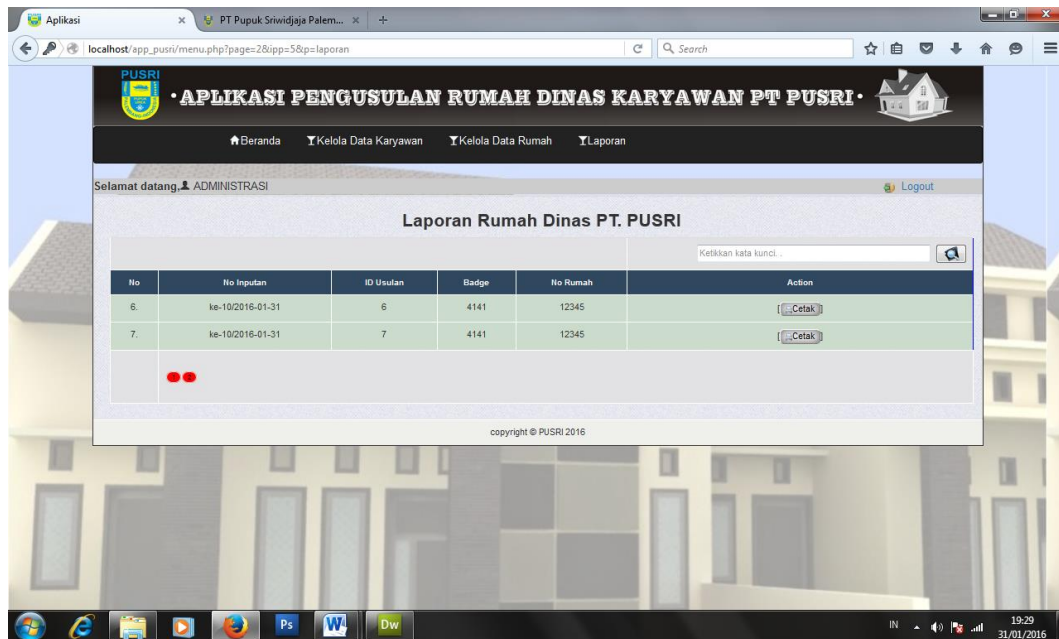 Aplikasi
PT Pupuk Sriwidjaja Palem...
localhost/app_pusri/menu.php?page=2&ipp=5&p=laporan
Search
PUSRI
•APLIKASI PENGUSULAN RUMAH DINAS KARYAWAN PT PUSRI•
Beranda Kelola Data Karyawan Kelola Data Rumah Laporan
Selamat datang, ADMINISTRASI Logout
Laporan Rumah Dinas PT. PUSRI
Ketikkan kata kunci. .
No No Inputan ID Usulan Badge No Rumah Action
6. ke-10/2016-01-31 6 4141 12345 [ Cetak ]
7. ke-10/2016-01-31 7 4141 12345 [ Cetak ]
copyright © PUSRI 2016
Ps W Dw IN 19:29
31/01/2016